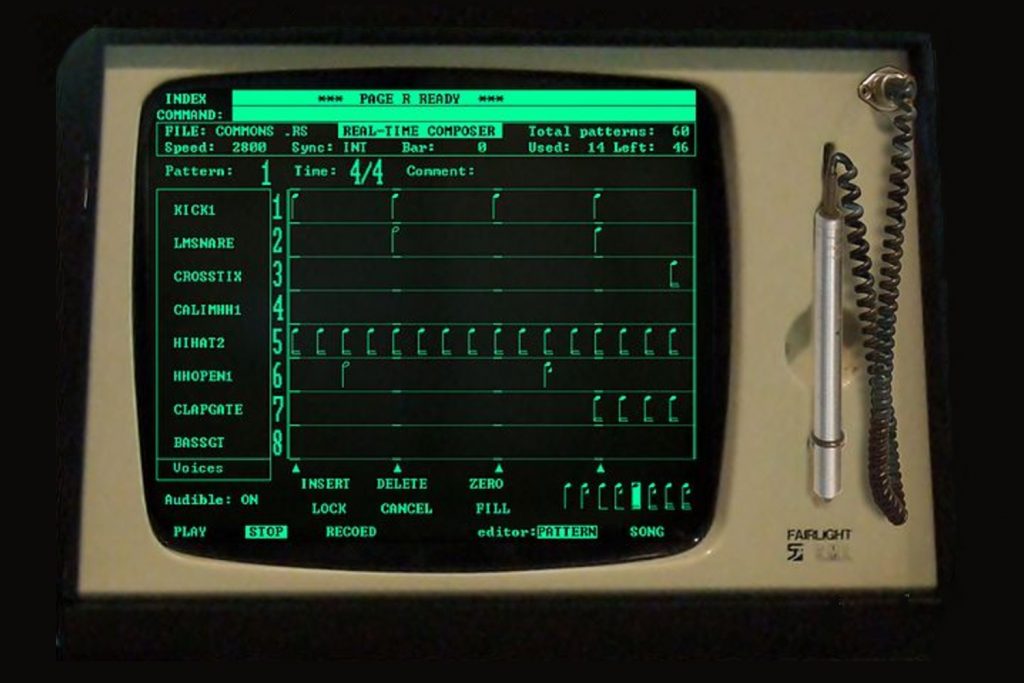 INDEX *** PAGE R READY ***
COMMAND:
FILE: COMMONS .RS REAL-TIME COMPOSER Total patterns: 60
Speed: 2800 Sync: INT Bar: 0 Used: 14 Left: 46
Pattern: 1 Time: 4/4 Comment:
KICK1 1
LMSNARE 2
CROSSTIX 3
CALIMHH1 4
HIHAT2 5
HHOPEN1 6
CLAPGATE 7
BASSGT 8
Voices
INSERT DELETE ZERO
Audible: ON
LOCK CANCEL FILL
PLAY STOP RECOED editor:PATTERN SONG
FAIRLIGHT